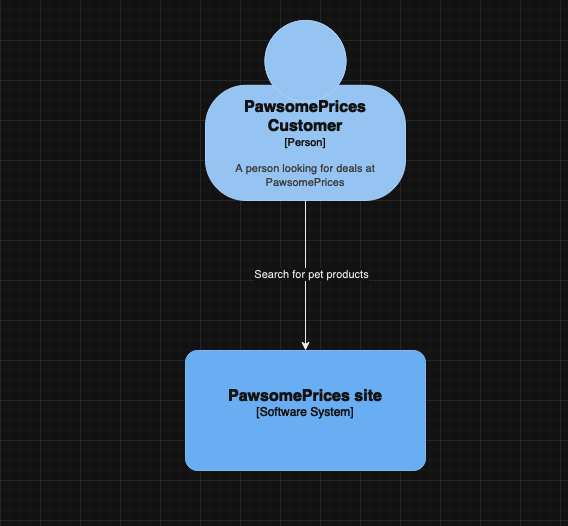 PawsomePrices
Customer
[Person]
A person looking for deals at
PawsomePrices
Search for pet products
PawsomePrices site
[Software System]